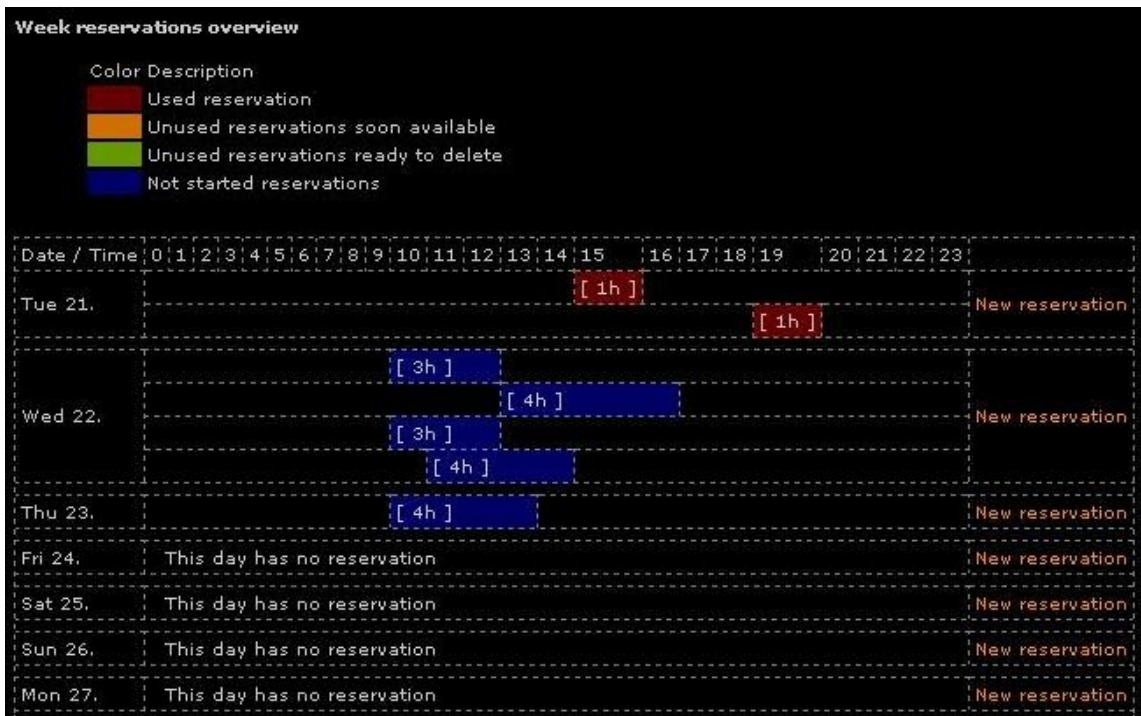 Week reservations overview
Color Description
Used reservation
Unused reservations soon available
Unused reservations ready to delete
Not started reservations
Date / Time 0 1 2 3 4 5 6 7 8 9 10 11 12 13 14 15 16 17 18 19 20 21 22 23
Tue 21. [ 1h ] New reservation
[ 1h ]
Wed 22. [ 3h ] New reservation
[ 4h ]
[ 3h ]
[ 4h ]
Thu 23. [ 4h ] New reservation
Fri 24. This day has no reservation New reservation
Sat 25. This day has no reservation New reservation
Sun 26. This day has no reservation New reservation
Mon 27. This day has no reservation New reservation